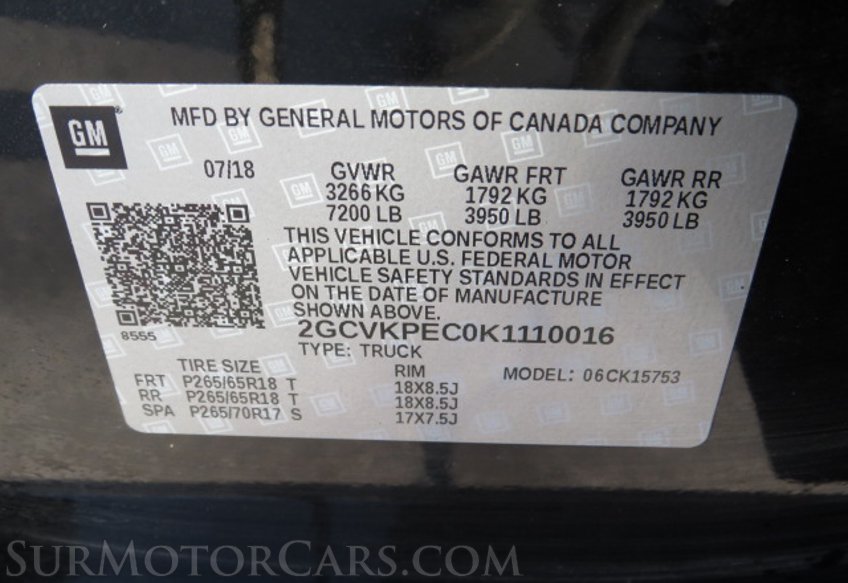 GM
MFD BY GENERAL MOTORS OF CANADA COMPANY
07/18 GVWR GAWR FRT GAWR RR
3266 KG 1792 KG 1792 KG
7200 LB 3950 LB 3950 LB
THIS VEHICLE CONFORMS TO ALL
APPLICABLE U.S. FEDERAL MOTOR
VEHICLE SAFETY STANDARDS IN EFFECT
ON THE DATE OF MANUFACTURE
SHOWN ABOVE.
8555
2GCVKPEC0K1110016
TYPE: TRUCK
TIRE SIZE RIM MODEL: 06CK15753
FRT P265/65R18 T 18X8.5J
RR P265/65R18 T 18X8.5J
SPA P265/70R17 S 17X7.5J
SURMOTORCARS.COM